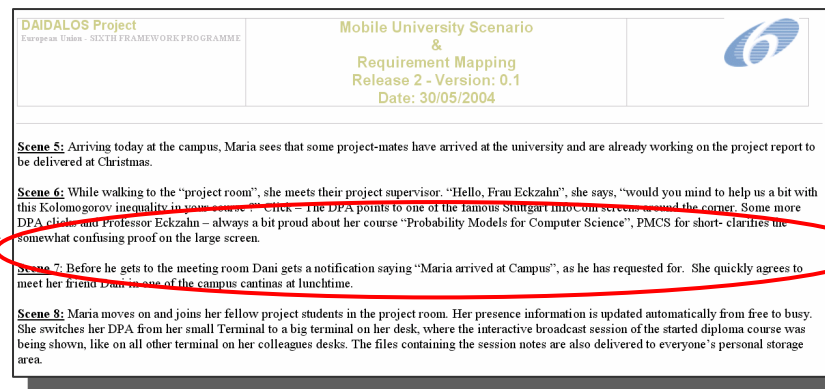 DAIDALOS Project
European Union - SIXTH FRAMEWORK PROGRAMME
Mobile University Scenario
&
Requirement Mapping
Release 2 - Version: 0.1
Date: 30/05/2004
6
Scene 5: Arriving today at the campus, Maria sees that some project-mates have arrived at the university and are already working on the project report to
be delivered at Christmas.
Scene 6: While walking to the “project room”, she meets their project supervisor. “Hello, Frau Eckzahn”, she says, “would you mind to help us a bit with
this Kolomogorov inequality in your course ?” Click – The DPA points to one of the famous Stuttgart InfoCom screens around the corner. Some more
DPA clicks and Professor Eckzahn – always a bit proud about her course “Probability Models for Computer Science”, PMCS for short- clarifies the
somewhat confusing proof on the large screen.
Scene 7: Before he gets to the meeting room Dani gets a notification saying “Maria arrived at Campus”, as he has requested for. She quickly agrees to
meet her friend Dani in one of the campus cantinas at lunchtime.
Scene 8: Maria moves on and joins her fellow project students in the project room. Her presence information is updated automatically from free to busy.
She switches her DPA from her small Terminal to a big terminal on her desk, where the interactive broadcast session of the started diploma course was
being shown, like on all other terminal on her colleagues desks. The files containing the session notes are also delivered to everyone’s personal storage
area.